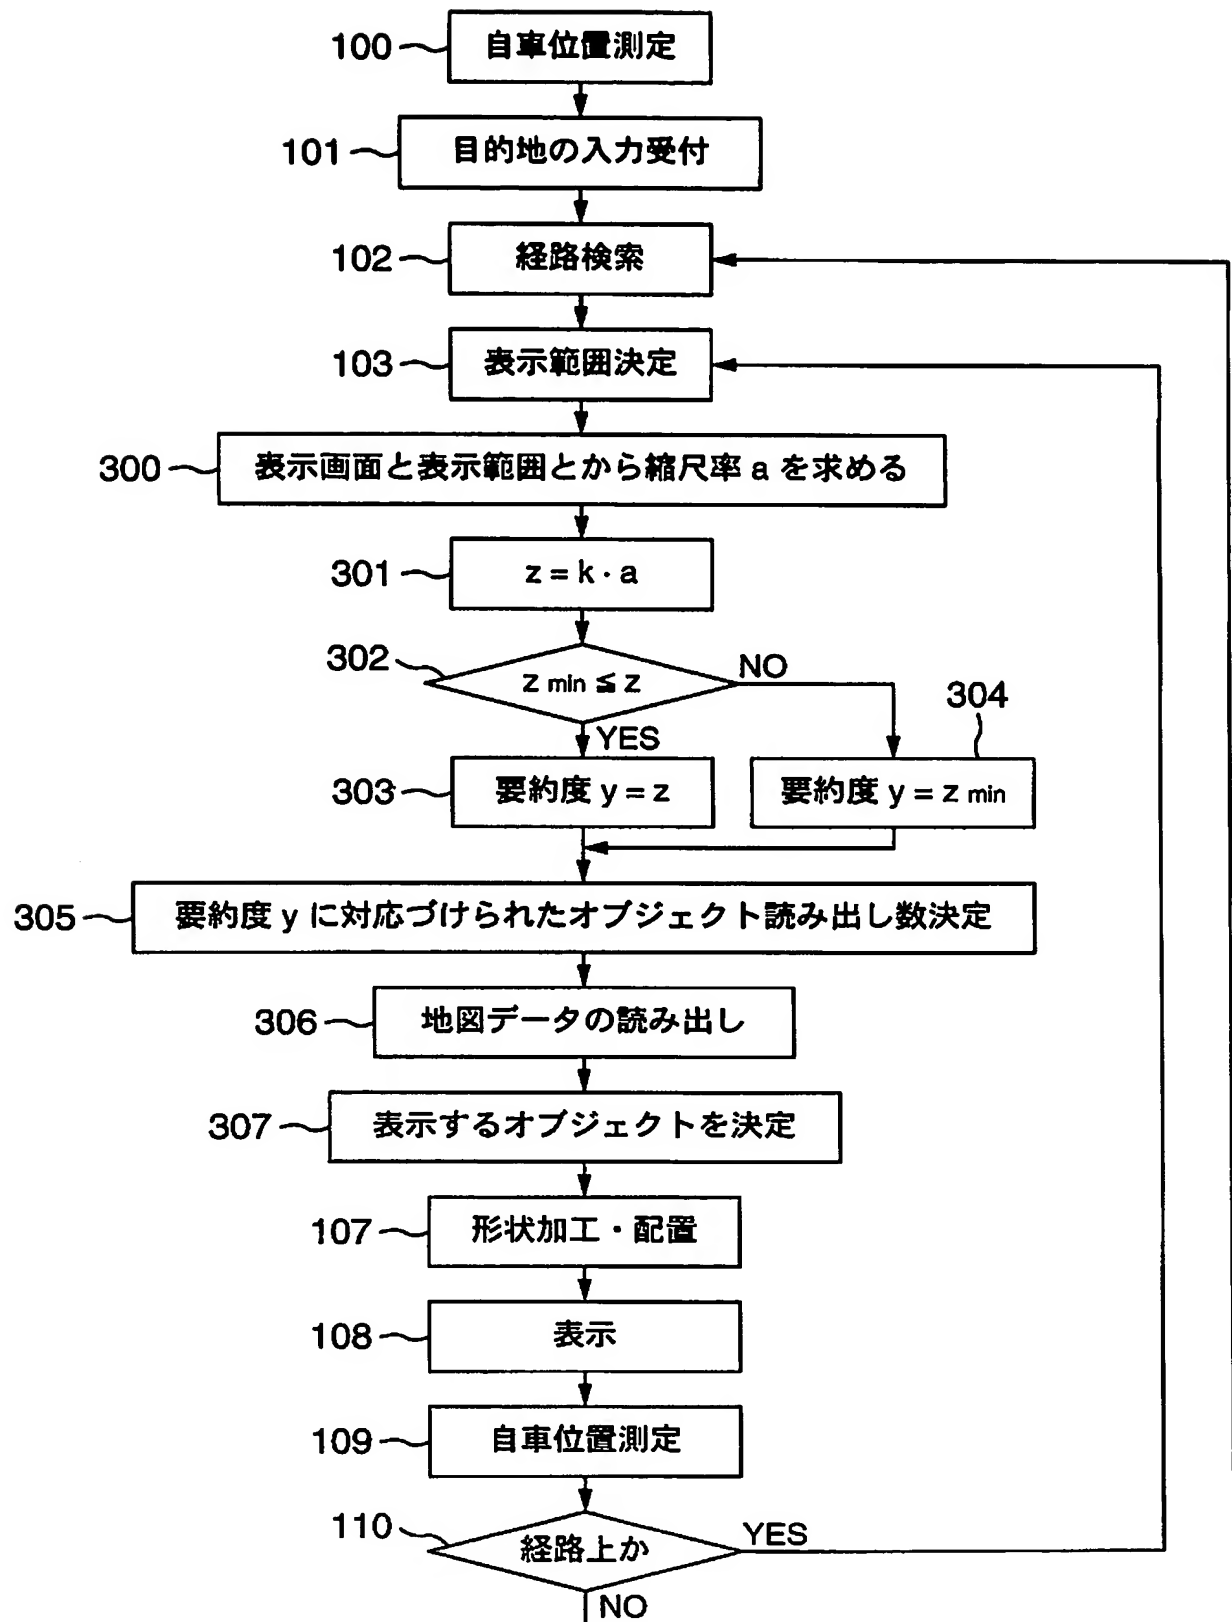 100 自車位置測定
101 目的地の入力受付
102 経路検索
103 表示範囲決定
300 表示画面と表示範囲とから縮尺率 a を求める
301 z = k · a
302 z min ≦ z NO
YES
304
303 要約度 y = z
要約度 y = z min
305 要約度 y に対応づけられたオブジェクト読み出し数決定
306 地図データの読み出し
307 表示するオブジェクトを決定
107 形状加工・配置
108 表示
109 自車位置測定
110 経路上か YES
NO